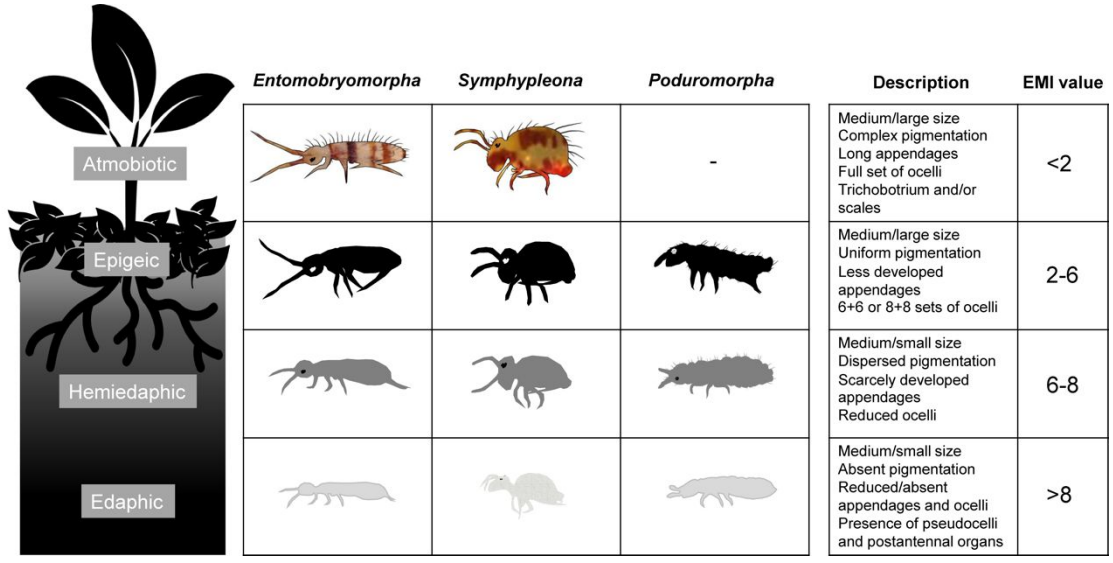 Entomobryomorpha Symphypleona Poduromorpha Description EMI value
Atmobiotic
-
Medium/large size
Complex pigmentation
Long appendages
Full set of ocelli
Trichobotrium and/or
scales
<2
Epigeic
Medium/large size
Uniform pigmentation
Less developed
appendages
6+6 or 8+8 sets of ocelli
2-6
Hemiedaphic
Medium/small size
Dispersed pigmentation
Scarcely developed
appendages
Reduced ocelli
6-8
Edaphic
Medium/small size
Absent pigmentation
Reduced/absent
appendages and ocelli
Presence of pseudocelli
and postantennal organs
>8